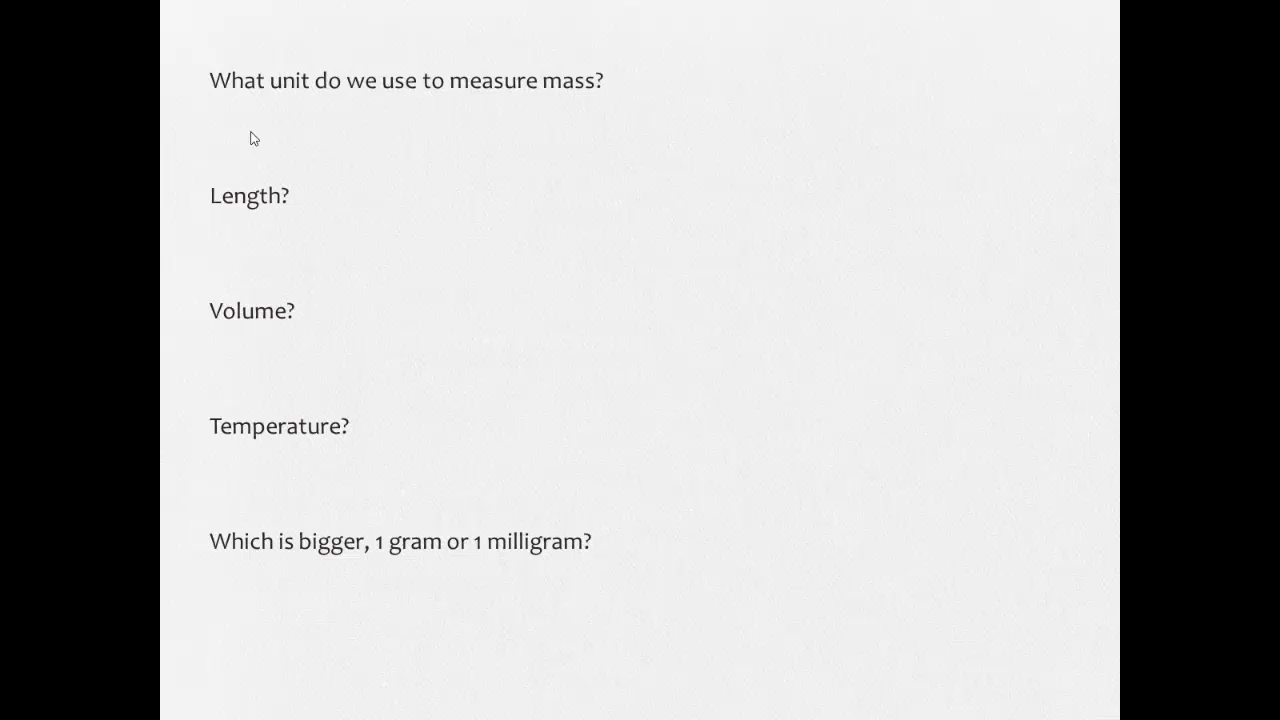 What unit do we use to measure mass?
Length?
Volume?
Temperature?
Which is bigger, 1 gram or 1 milligram?